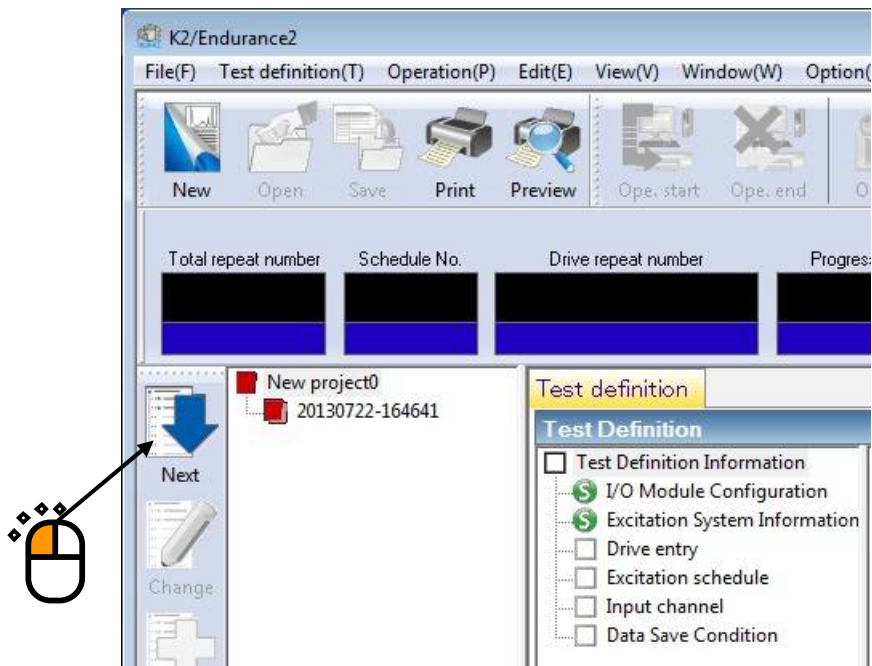 K2/Endurance2
File(F) Test definition(T) Operation(P) Edit(E) View(V) Window(W) Option(
New Open Save Print Preview Ope. start Ope. end O
Total repeat number Schedule No. Drive repeat number Progres
New project0
20130722-164641
Next
Change
Test definition
Test Definition
Test Definition Information
S I/O Module Configuration
S Excitation System Information
Drive entry
Excitation schedule
Input channel
Data Save Condition